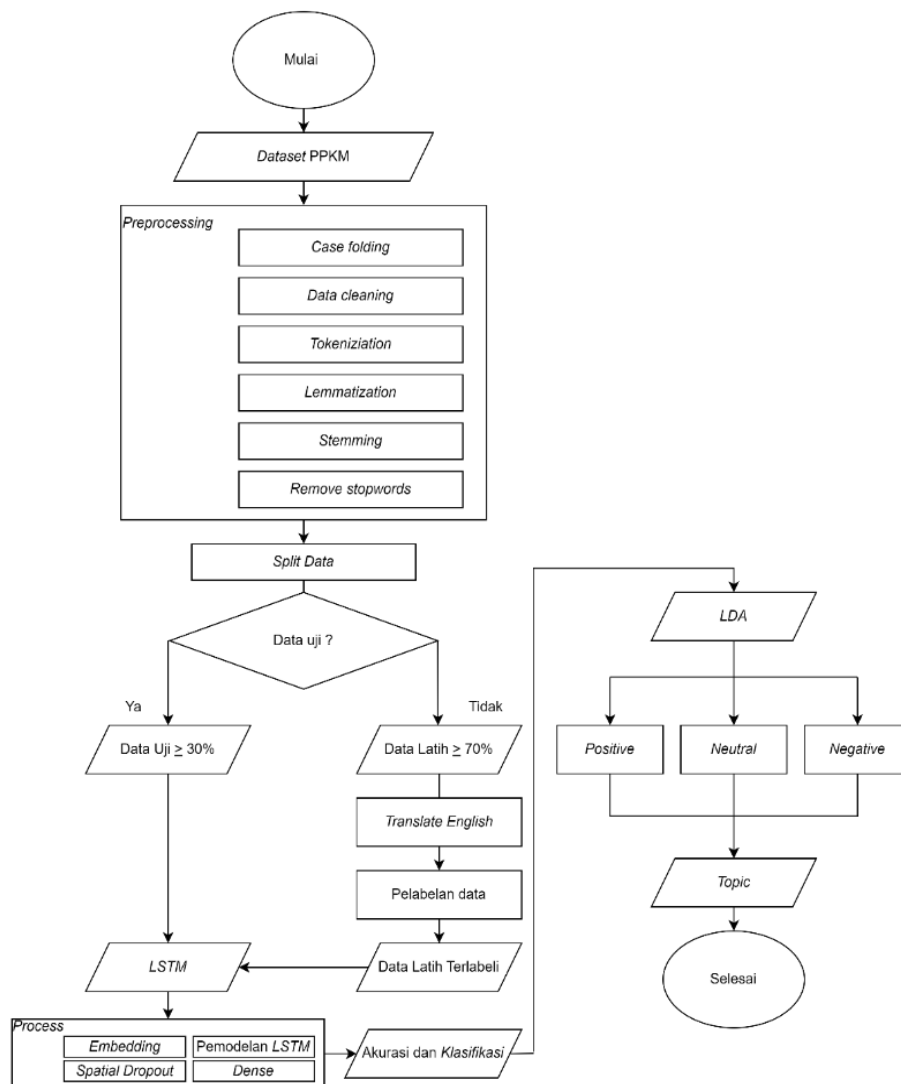 Mulai
Dataset PPKM
Preprocessing
Case folding
Data cleaning
Tokeniziation
Lemmatization
Stemming
Remove stopwords
Split Data
Data uji ?
Ya
Tidak
Data Uji ≥ 30%
Data Latih ≥ 70%
Translate English
Pelabelan data
Data Latih Terlabeli
LSTM
Process
Embedding
Pemodelan LSTM
Spatial Dropout
Dense
Akurasi dan Klasifikasi
LDA
Positive
Neutral
Negative
Topic
Selesai